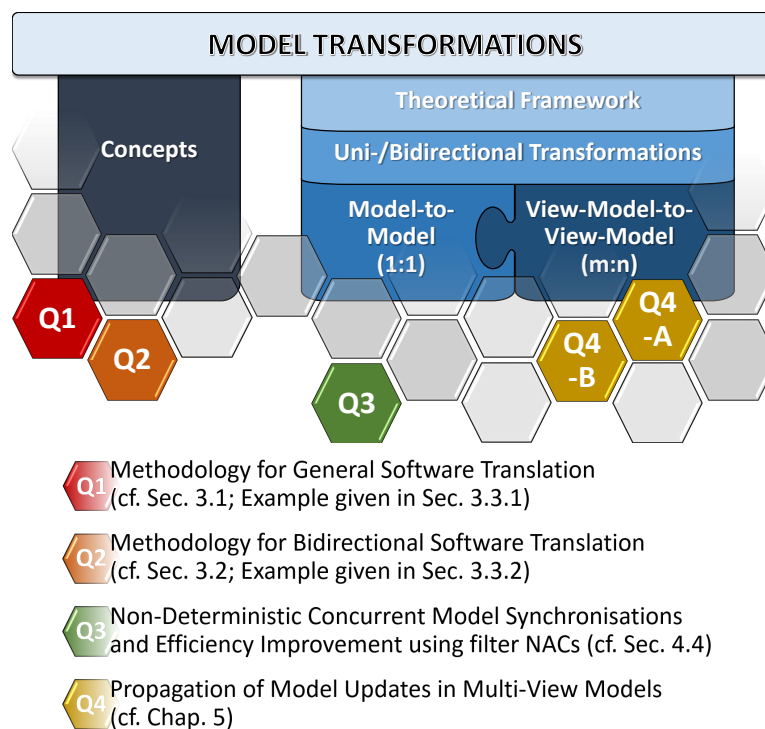 MODEL TRANSFORMATIONS
Concepts
Theoretical Framework
Uni-/Bidirectional Transformations
Model-to-
Model
(1:1)
View-Model-to-
View-Model
(m:n)
Q1
Q2
Q3
Q4
-B
Q4
-A
Q1 Methodology for General Software Translation
(cf. Sec. 3.1; Example given in Sec. 3.3.1)
Q2 Methodology for Bidirectional Software Translation
(cf. Sec. 3.2; Example given in Sec. 3.3.2)
Q3 Non-Deterministic Concurrent Model Synchronisations
and Efficiency Improvement using filter NACs (cf. Sec. 4.4)
Q4 Propagation of Model Updates in Multi-View Models
(cf. Chap. 5)